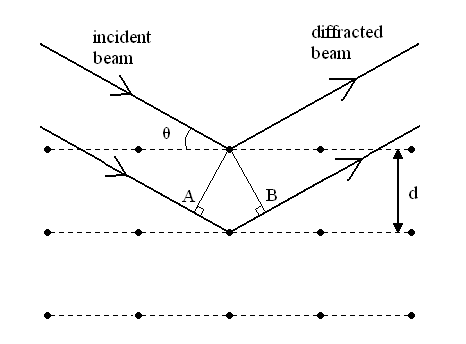 incident
beam
diffracted
beam
θ
A
B
d